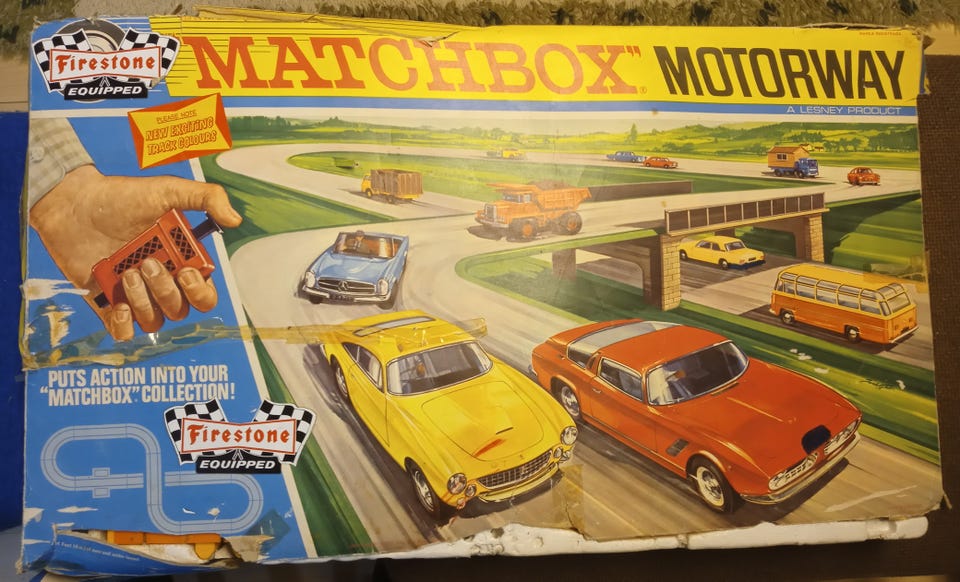 Firestone
EQUIPPED
MATCHBOX" MOTORWAY
A LESNEY PRODUCT
PLEASE NOTE
NEW EXCITING
TRACK COLOURS
PUTS ACTION INTO YOUR
"MATCHBOX" COLLECTION!
Firestone
EQUIPPED